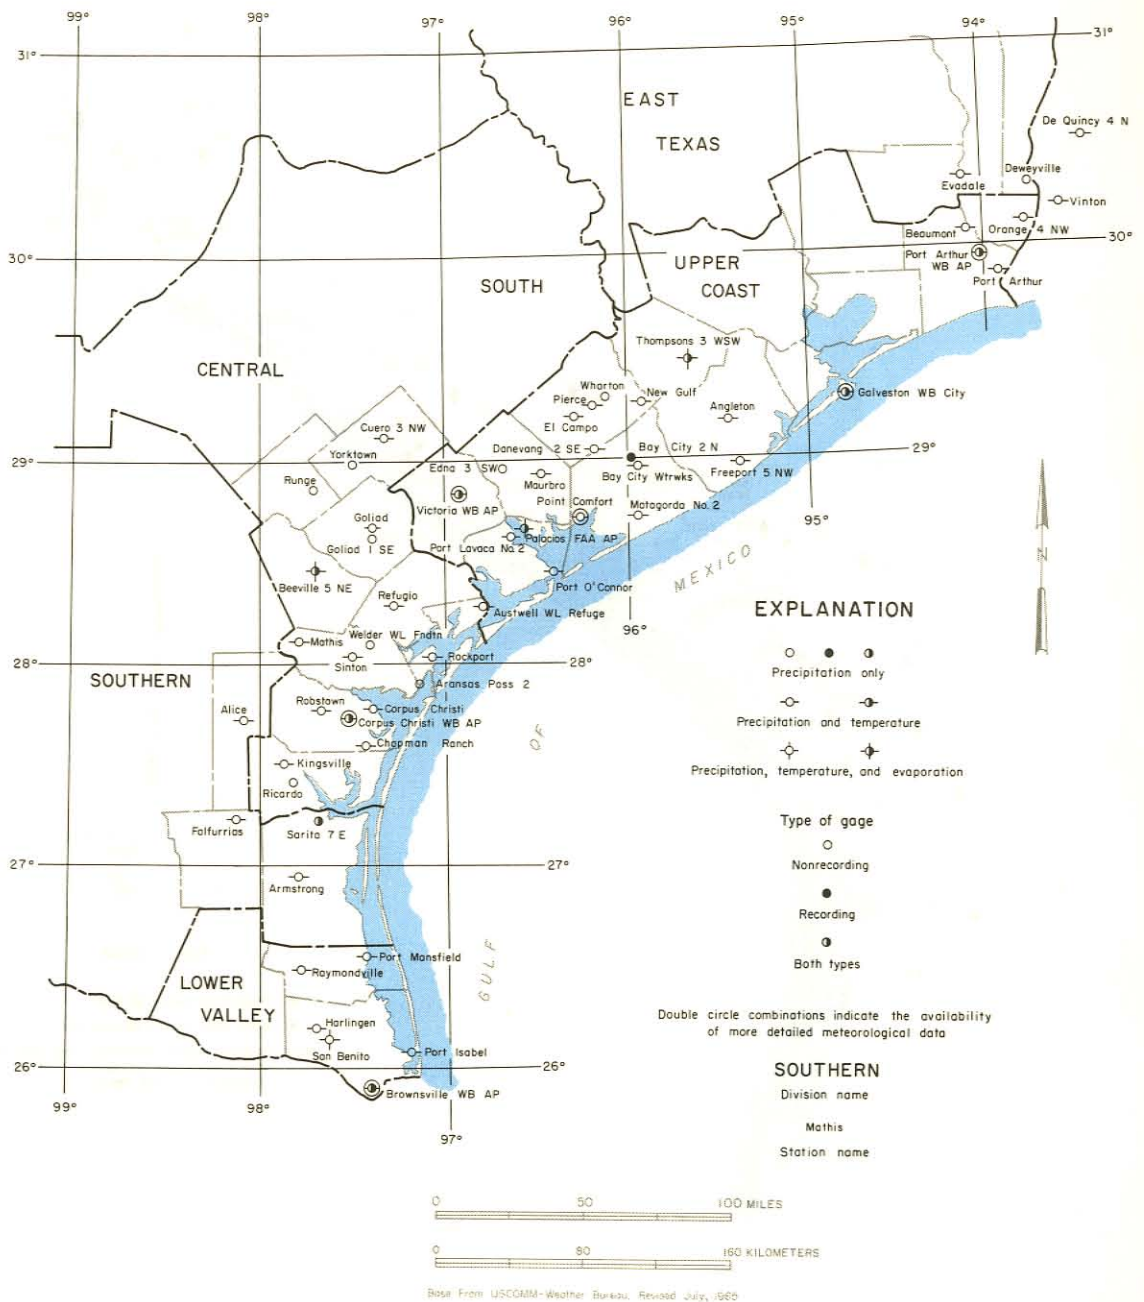 99°
98°
97°
96°
95°
94°
31°
31°
EAST
TEXAS
De Quincy 4 N
Deweyville
Evadale
Vinton
Beaumont
Orange 4 NW
30°
Port Arthur
WB AP
Port Arthur
30°
UPPER
COAST
SOUTH
CENTRAL
Thompsons 3 WSW
Wharton
New Gulf
Pierce
El Campo
Angleton
Galveston WB City
Cuero 3 NW
Danevang 2 SE
Bay City 2 N
29°
29°
Yorktown
Edna 3 SW
Maurbro
Bay City Wtrwks
Freeport 5 NW
Runge
Victoria WB AP
Point Comfort
Matagorda No. 2
95°
Goliad
Goliad 1 SE
Port Lavaca No. 2
Palacios FAA AP
Beeville 5 NE
Port O'Connor
MEXICO
Refugio
Austwell WL Refuge
96°
EXPLANATION
Mathis
Welder WL Fndtn
Sinton
Rockport
28°
28°
SOUTHERN
Aransas Pass 2
Precipitation only
Alice
Robstown
Corpus Christi
Corpus Christi WB AP
Precipitation and temperature
Chapman Ranch
OF
Kingsville
Ricardo
Precipitation, temperature, and evaporation
Falfurrias
Sarita 7 E
Type of gage
Nonrecording
27°
27°
Armstrong
Recording
Port Mansfield
GULF
Both types
Raymondville
LOWER
VALLEY
Harlingen
San Benito
Port Isabel
Double circle combinations indicate the availability
of more detailed meteorological data
26°
26°
Brownsville WB AP
99°
98°
97°
SOUTHERN
Division name
Mathis
Station name
0 50 100 MILES
0 80 160 KILOMETERS
Base From USCOMM-Weather Bureau, Revised July, 1965
N